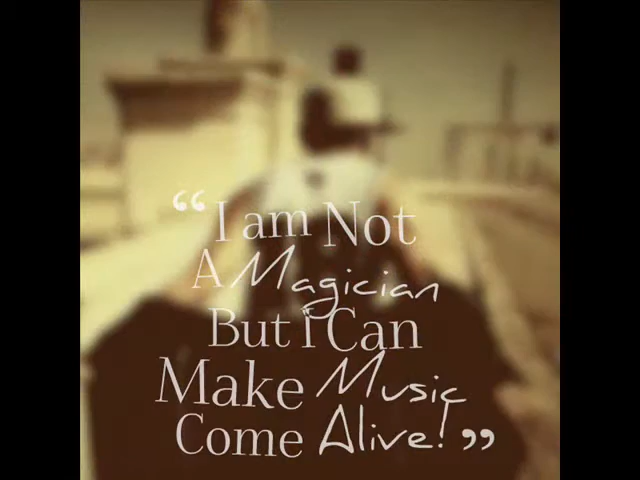 “ I am Not
A Magician
But i Can
Make Music
Come Alive! ”